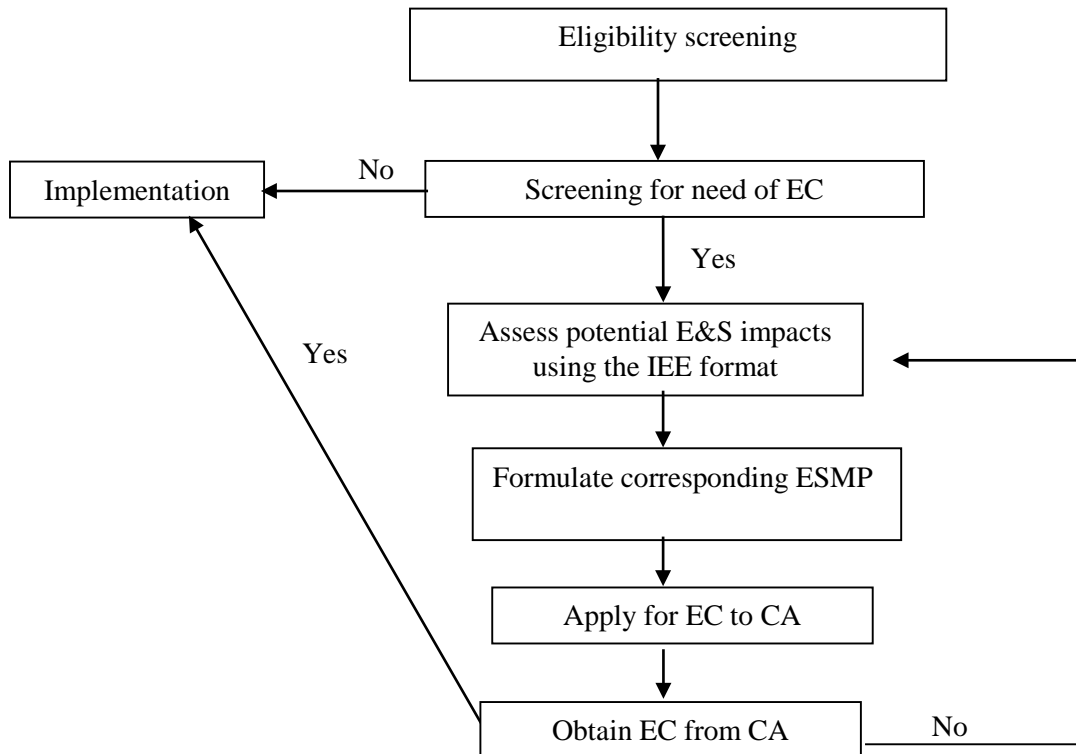 Eligibility screening
No
Implementation
Screening for need of EC
Yes
Assess potential E&S impacts
using the IEE format
Yes
Formulate corresponding ESMP
Apply for EC to CA
Obtain EC from CA
No